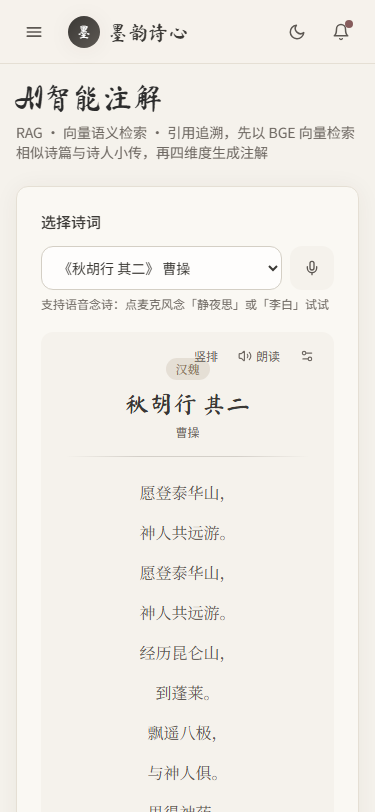 墨
墨韵诗心
AI智能注解
RAG · 向量语义检索 · 引用追溯，先以 BGE 向量检索
相似诗篇与诗人小传，再四维度生成注解
选择诗词
《秋胡行 其二》 曹操
支持语音念诗：点麦克风念「静夜思」或「李白」试试
竖排
朗读
汉魏
秋胡行 其二
曹操
愿登泰华山，
神人共远游。
愿登泰华山，
神人共远游。
经历昆仑山，
到蓬莱。
飘遥八极，
与神人俱。
思得神药，